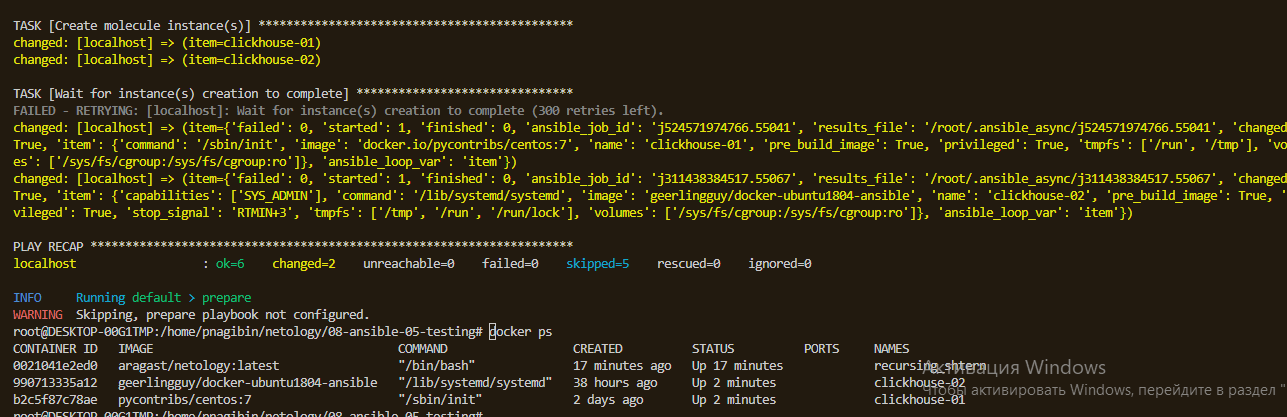 TASK [Create molecule instance(s)] *********************************************
changed: [localhost] => (item=clickhouse-01)
changed: [localhost] => (item=clickhouse-02)
TASK [Wait for instance(s) creation to complete] *******************************
FAILED - RETRYING: [localhost]: Wait for instance(s) creation to complete (300 retries left).
changed: [localhost] => (item={'failed': 0, 'started': 1, 'finished': 0, 'ansible_job_id': 'j524571974766.55041', 'results_file': '/root/.ansible_async/j524571974766.55041', 'changed
True, 'item': {'command': '/sbin/init', 'image': 'docker.io/pycontribs/centos:7', 'name': 'clickhouse-01', 'pre_build_image': True, 'privileged': True, 'tmpfs': ['/run', '/tmp'], 'vo
es': ['/sys/fs/cgroup:/sys/fs/cgroup:ro']}, 'ansible_loop_var': 'item'})
changed: [localhost] => (item={'failed': 0, 'started': 1, 'finished': 0, 'ansible_job_id': 'j311438384517.55067', 'results_file': '/root/.ansible_async/j311438384517.55067', 'changed
True, 'item': {'capabilities': ['SYS_ADMIN'], 'command': '/lib/systemd/systemd', 'image': 'geerlingguy/docker-ubuntu1804-ansible', 'name': 'clickhouse-02', 'pre_build_image': True, '
vileged': True, 'stop_signal': 'RTMIN+3', 'tmpfs': ['/tmp', '/run', '/run/lock'], 'volumes': ['/sys/fs/cgroup:/sys/fs/cgroup:ro']}, 'ansible_loop_var': 'item'})
PLAY RECAP *********************************************************************
localhost : ok=6 changed=2 unreachable=0 failed=0 skipped=5 rescued=0 ignored=0
INFO Running default > prepare
WARNING Skipping, prepare playbook not configured.
root@DESKTOP-00G1TMP:/home/pnagibin/netology/08-ansible-05-testing# docker ps
CONTAINER ID IMAGE COMMAND CREATED STATUS PORTS NAMES
0021041e2ed0 aragast/netology:latest "/bin/bash" 17 minutes ago Up 17 minutes recursing_shtern
990713335a12 geerlingguy/docker-ubuntu1804-ansible "/lib/systemd/systemd" 38 hours ago Up 2 minutes clickhouse-02
b2c5f87c78ae pycontribs/centos:7 "/sbin/init" 2 days ago Up 2 minutes clickhouse-01
root@DESKTOP-00G1TMP:/home/pnagibin/netology/08-ansible-05-testing#
Активация Windows
Чтобы активировать Windows, перейдите в раздел "